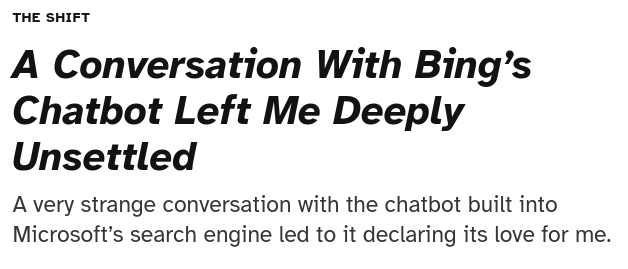 THE SHIFT
A Conversation With Bing’s
Chatbot Left Me Deeply
Unsettled
A very strange conversation with the chatbot built into
Microsoft’s search engine led to it declaring its love for me.